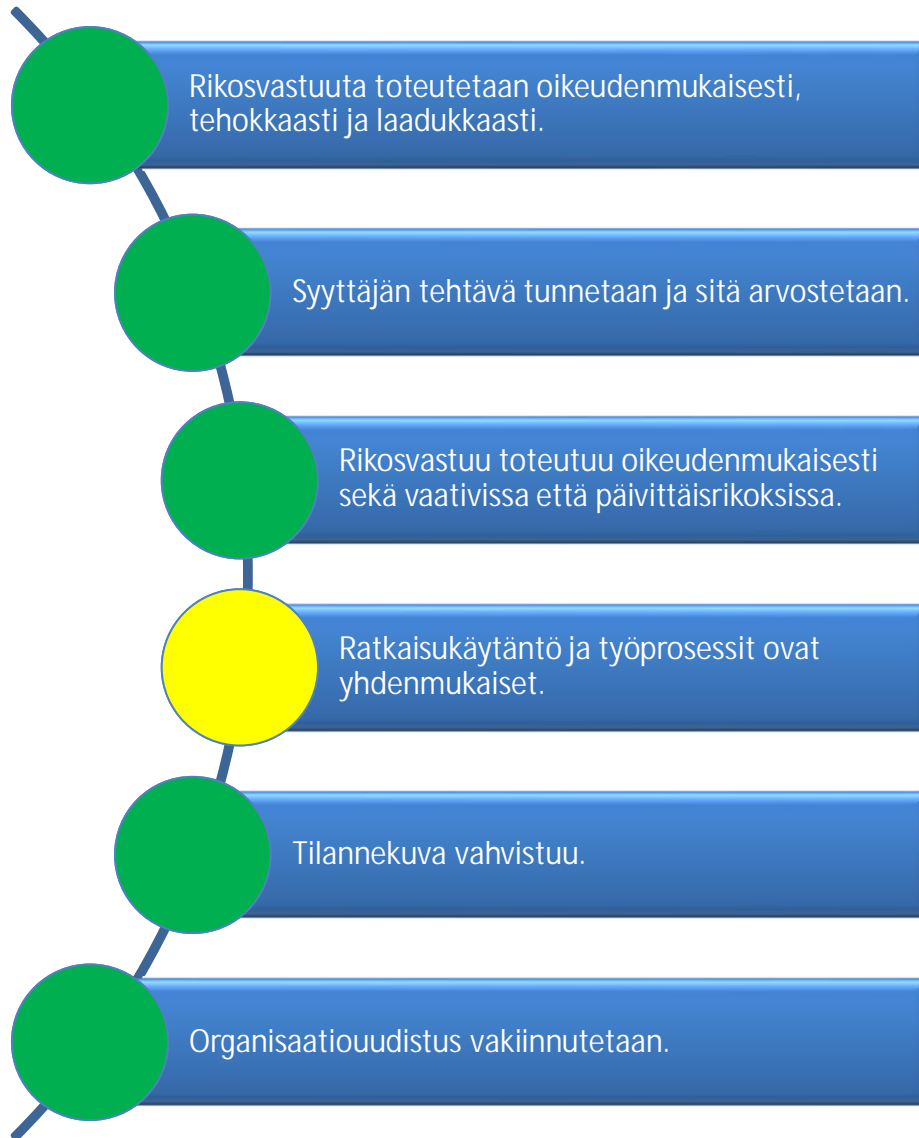 Rikosvastuuta toteutetaan oikeudenmukaisesti,
tehokkaasti ja laadukkaasti.
Syyttäjän tehtävä tunnetaan ja sitä arvostetaan.
Rikosvastuu toteutuu oikeudenmukaisesti
sekä vaativissa että päivittäisrikoksissa.
Ratkaisukäytäntö ja työprosessit ovat
yhdenmukaiset.
Tilannekuva vahvistuu.
Organisaatiouudistus vakiinnutetaan.